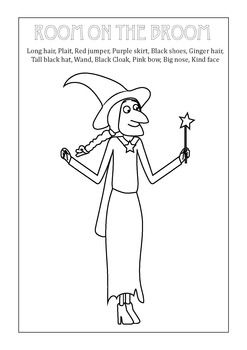 ROOM ON THE BROOM
Long hair, Plait, Red jumper, Purple skirt, Black shoes, Ginger hair,
Tall black hat, Wand, Black Cloak, Pink bow, Big nose, Kind face